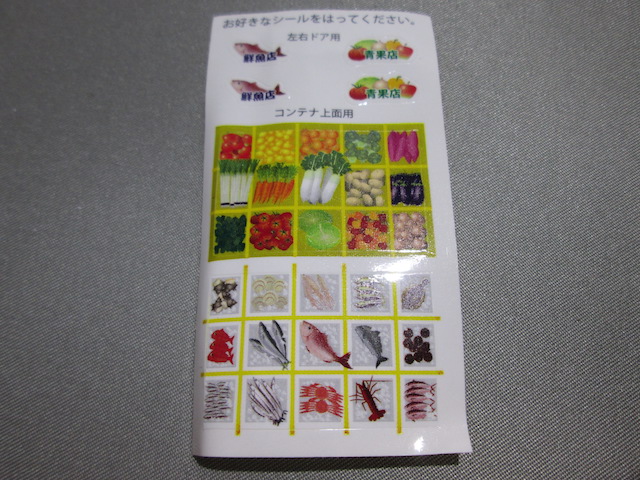 お好きなシールをはってください。
左右ドア用
鮮魚店 青果店
鮮魚店 青果店
コンテナ上面用